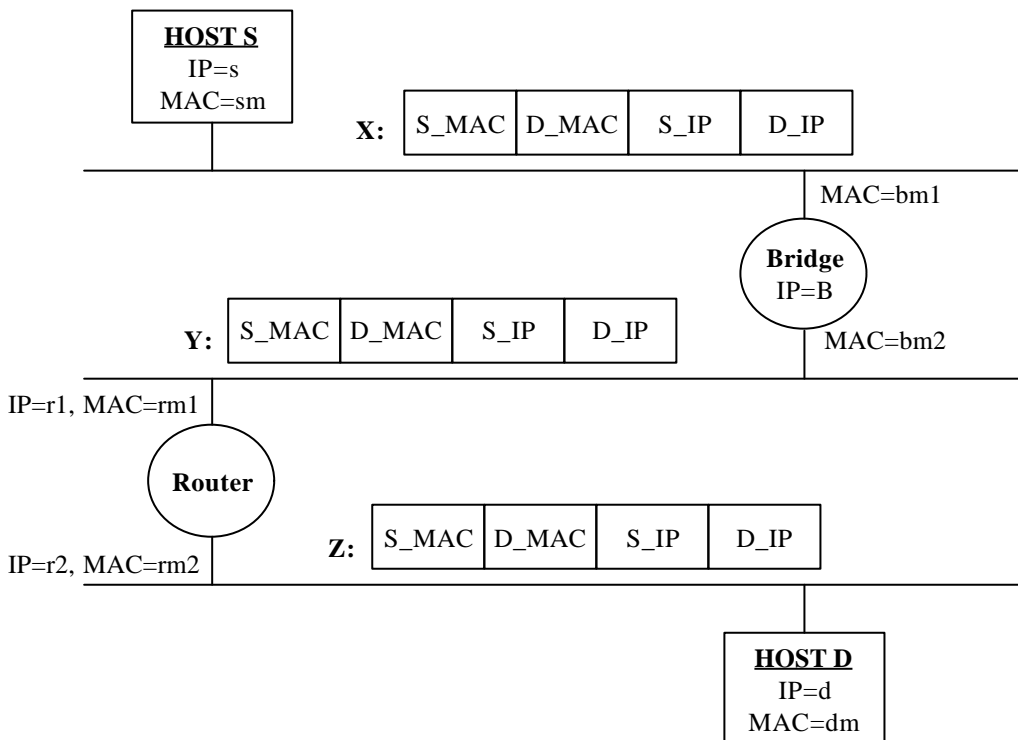 HOST S
IP=s
MAC=sm
X: S_MAC D_MAC S_IP D_IP
MAC=bm1
Bridge
IP=B
Y: S_MAC D_MAC S_IP D_IP
MAC=bm2
IP=r1, MAC=rm1
Router
Z: S_MAC D_MAC S_IP D_IP
IP=r2, MAC=rm2
HOST D
IP=d
MAC=dm